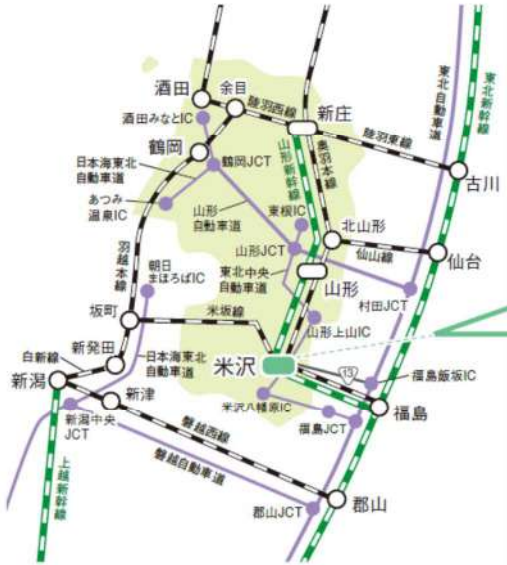 酒田
余目
陸羽西線
新庄
酒田みなとIC
東北自動車道
東北新幹線
陸羽東線
鶴岡
鶴岡JCT
山形新幹線
奥羽本線
古川
日本海東北
自動車道
あつみ
温泉IC
山形
自動車道
東根IC
北山形
山形JCT
仙山線
仙台
羽越本線
朝日
まほろばIC
東北中央
自動車道
山形
村田JCT
坂町
米坂線
山形上山IC
新発田
白新線
日本海東北
自動車道
米沢
13
福島飯坂IC
新潟
新津
米沢八幡原IC
福島JCT
福島
新潟中央
JCT
磐越西線
磐越自動車道
上越新幹線
郡山
郡山JCT